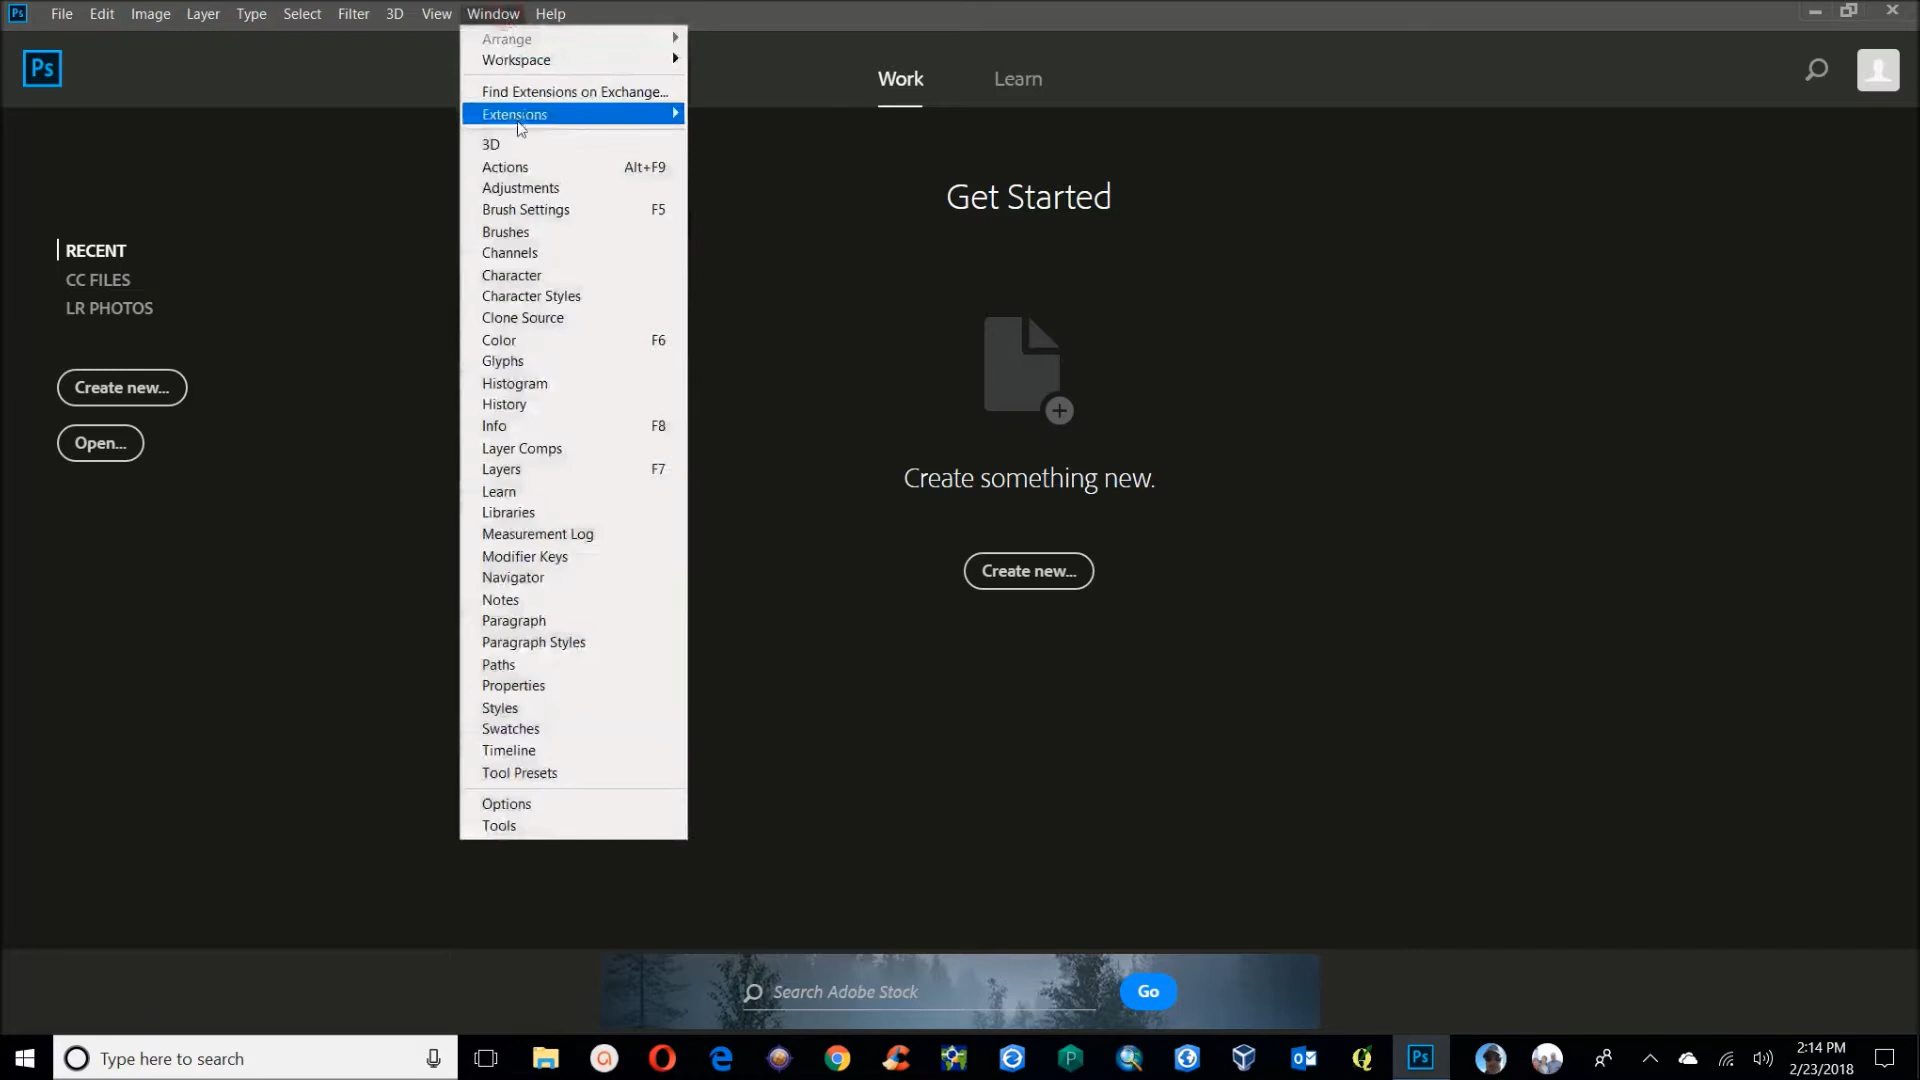 Ps File Edit Image Layer Type Select Filter 3D View Window Help
Ps
Work Learn
Arrange
Workspace
Find Extensions on Exchange...
Extensions
3D
Actions Alt+F9
Adjustments
Brush Settings F5
Brushes
Channels
Character
Character Styles
Clone Source
Color F6
Glyphs
Histogram
History
Info F8
Layer Comps
Layers F7
Learn
Libraries
Measurement Log
Modifier Keys
Navigator
Notes
Paragraph
Paragraph Styles
Paths
Properties
Styles
Swatches
Timeline
Tool Presets
Options
Tools
RECENT
CC FILES
LR PHOTOS
Create new...
Open...
Get Started
Create something new.
Create new...
Search Adobe Stock Go
Type here to search
Ps
2:14 PM
2/23/2018